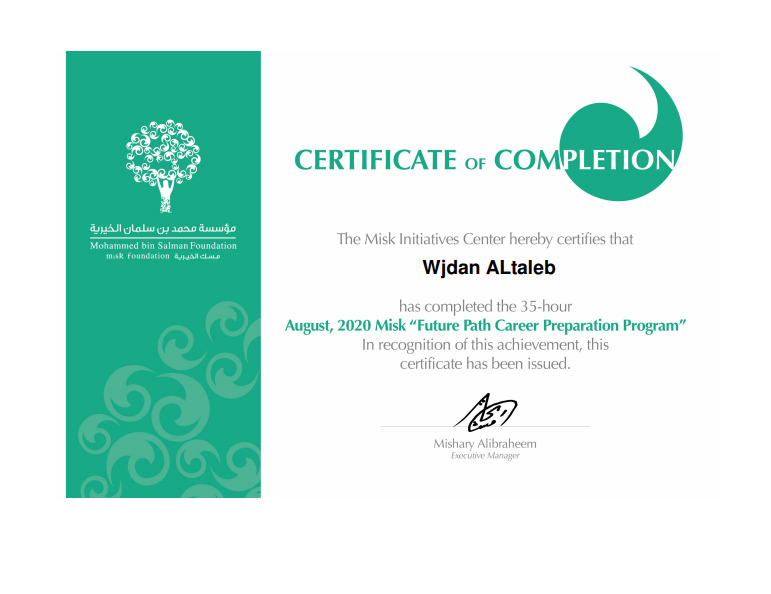 مؤسسة محمد بن سلمان الخيرية
Mohammed bin Salman Foundation
misk Foundation مسك الخيرية
CERTIFICATE OF COMPLETION
The Misk Initiatives Center hereby certifies that
Wjdan ALtaleb
has completed the 35-hour
August, 2020 Misk “Future Path Career Preparation Program”
In recognition of this achievement, this
certificate has been issued.
Mishary Alibraheem
Executive Manager